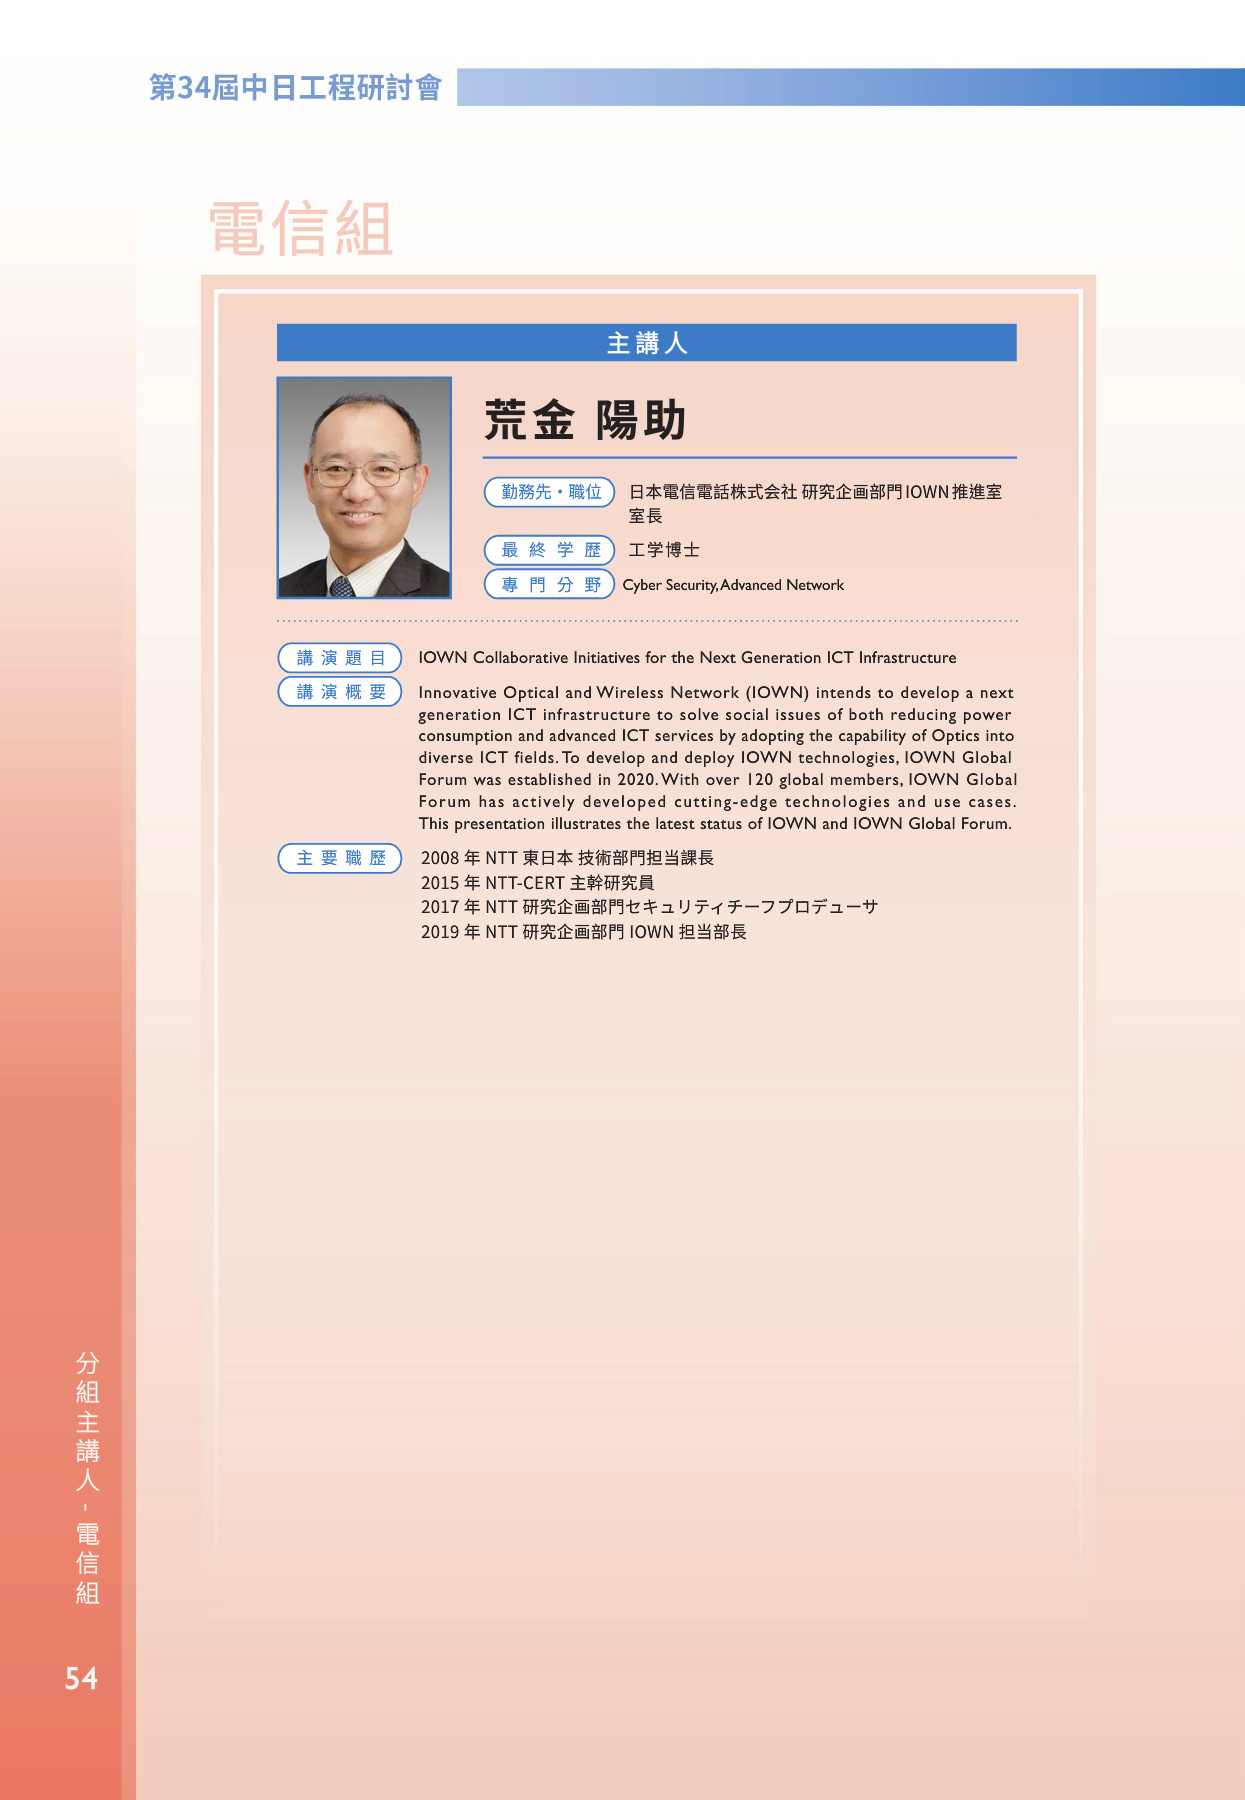 第34屆中日工程研討會
電信組
主講人
荒金 陽助
勤務先・職位 日本電信電話株式会社 研究企画部門IOWN推進室
室長
最終学歴 工学博士
專門分野 Cyber Security, Advanced Network
講演題目 IOWN Collaborative Initiatives for the Next Generation ICT Infrastructure
講演概要 Innovative Optical and Wireless Network (IOWN) intends to develop a next
generation ICT infrastructure to solve social issues of both reducing power
consumption and advanced ICT services by adopting the capability of Optics into
diverse ICT fields. To develop and deploy IOWN technologies, IOWN Global
Forum was established in 2020. With over 120 global members, IOWN Global
Forum has actively developed cutting-edge technologies and use cases.
This presentation illustrates the latest status of IOWN and IOWN Global Forum.
主要職歷 2008 年 NTT 東日本 技術部門担当課長
2015 年 NTT-CERT 主幹研究員
2017 年 NTT 研究企画部門セキュリティチーフプロデューサ
2019 年 NTT 研究企画部門 IOWN 担当部長
分組主講人-電信組
54